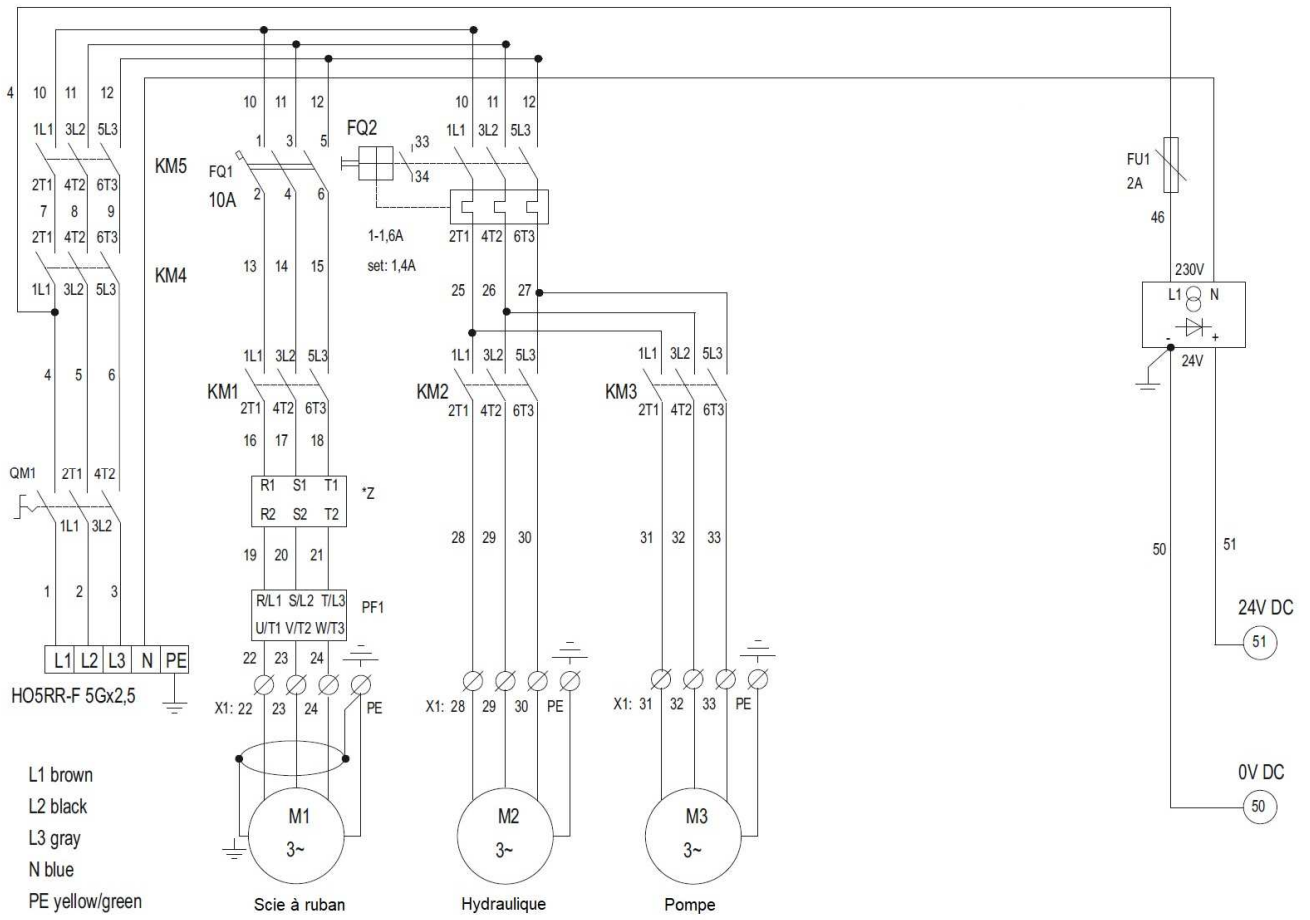 4 10 11 12
10 11 12
10 11 12
1L1 3L2 5L3
KM5
2T1 4T2 6T3
7 8 9
2T1 4T2 6T3
KM4
1L1 3L2 5L3
4 5 6
QM1 2T1 4T2
1L1 3L2
1 2 3
L1 L2 L3 N PE
HO5RR-F 5Gx2,5
L1 brown
L2 black
L3 gray
N blue
PE yellow/green
1 3 5
FQ1
10A
2 4 6
13 14 15
1L1 3L2 5L3
KM1
2T1 4T2 6T3
16 17 18
R1 S1 T1
*Z
R2 S2 T2
19 20 21
R/L1 S/L2 T/L3
PF1
U/T1 V/T2 W/T3
22 23 24
X1: 22 23 24 PE
M1
3~
Scie à ruban
FQ2
33
34
1L1 3L2 5L3
1-1,6A
set: 1,4A
2T1 4T2 6T3
25 26 27
1L1 3L2 5L3
KM2
2T1 4T2 6T3
28 29 30
X1: 28 29 30 PE
M2
3~
Hydraulique
1L1 3L2 5L3
KM3
2T1 4T2 6T3
31 32 33
X1: 31 32 33 PE
M3
3~
Pompe
FU1
2A
46
230V
L1 N
- +
24V
50 51
24V DC
51
0V DC
50